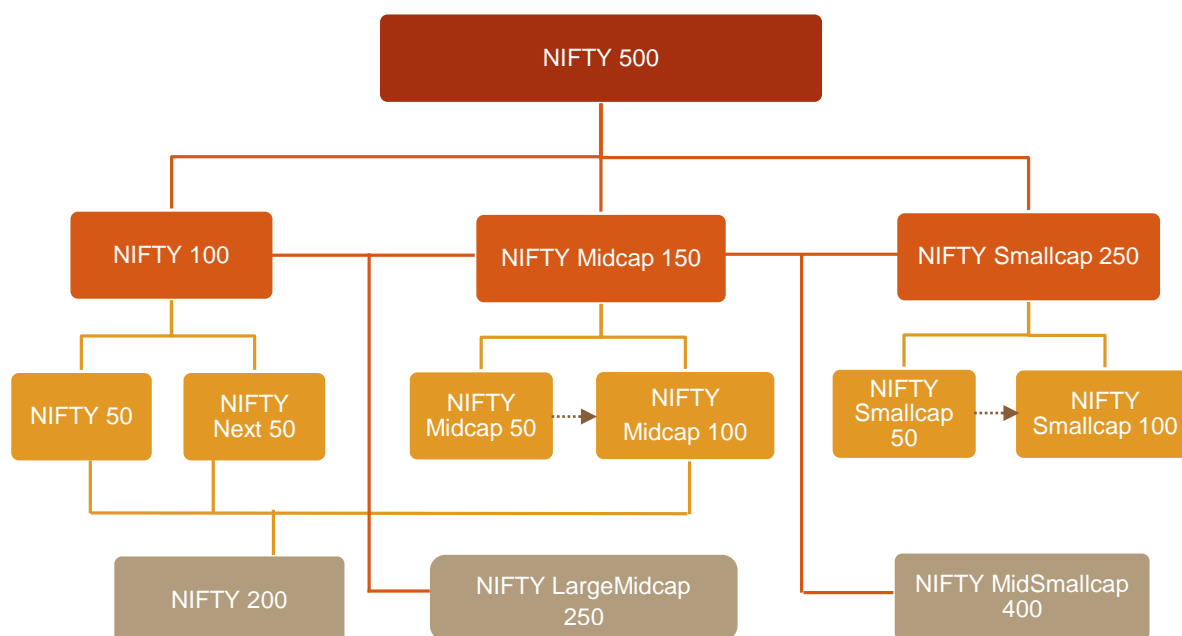 NIFTY 500
NIFTY 100
NIFTY Midcap 150
NIFTY Smallcap 250
NIFTY 50
NIFTY
Next 50
NIFTY
Midcap 50
NIFTY
Midcap 100
NIFTY
Smallcap
50
NIFTY
Smallcap 100
NIFTY 200
NIFTY LargeMidcap
250
NIFTY MidSmallcap
400